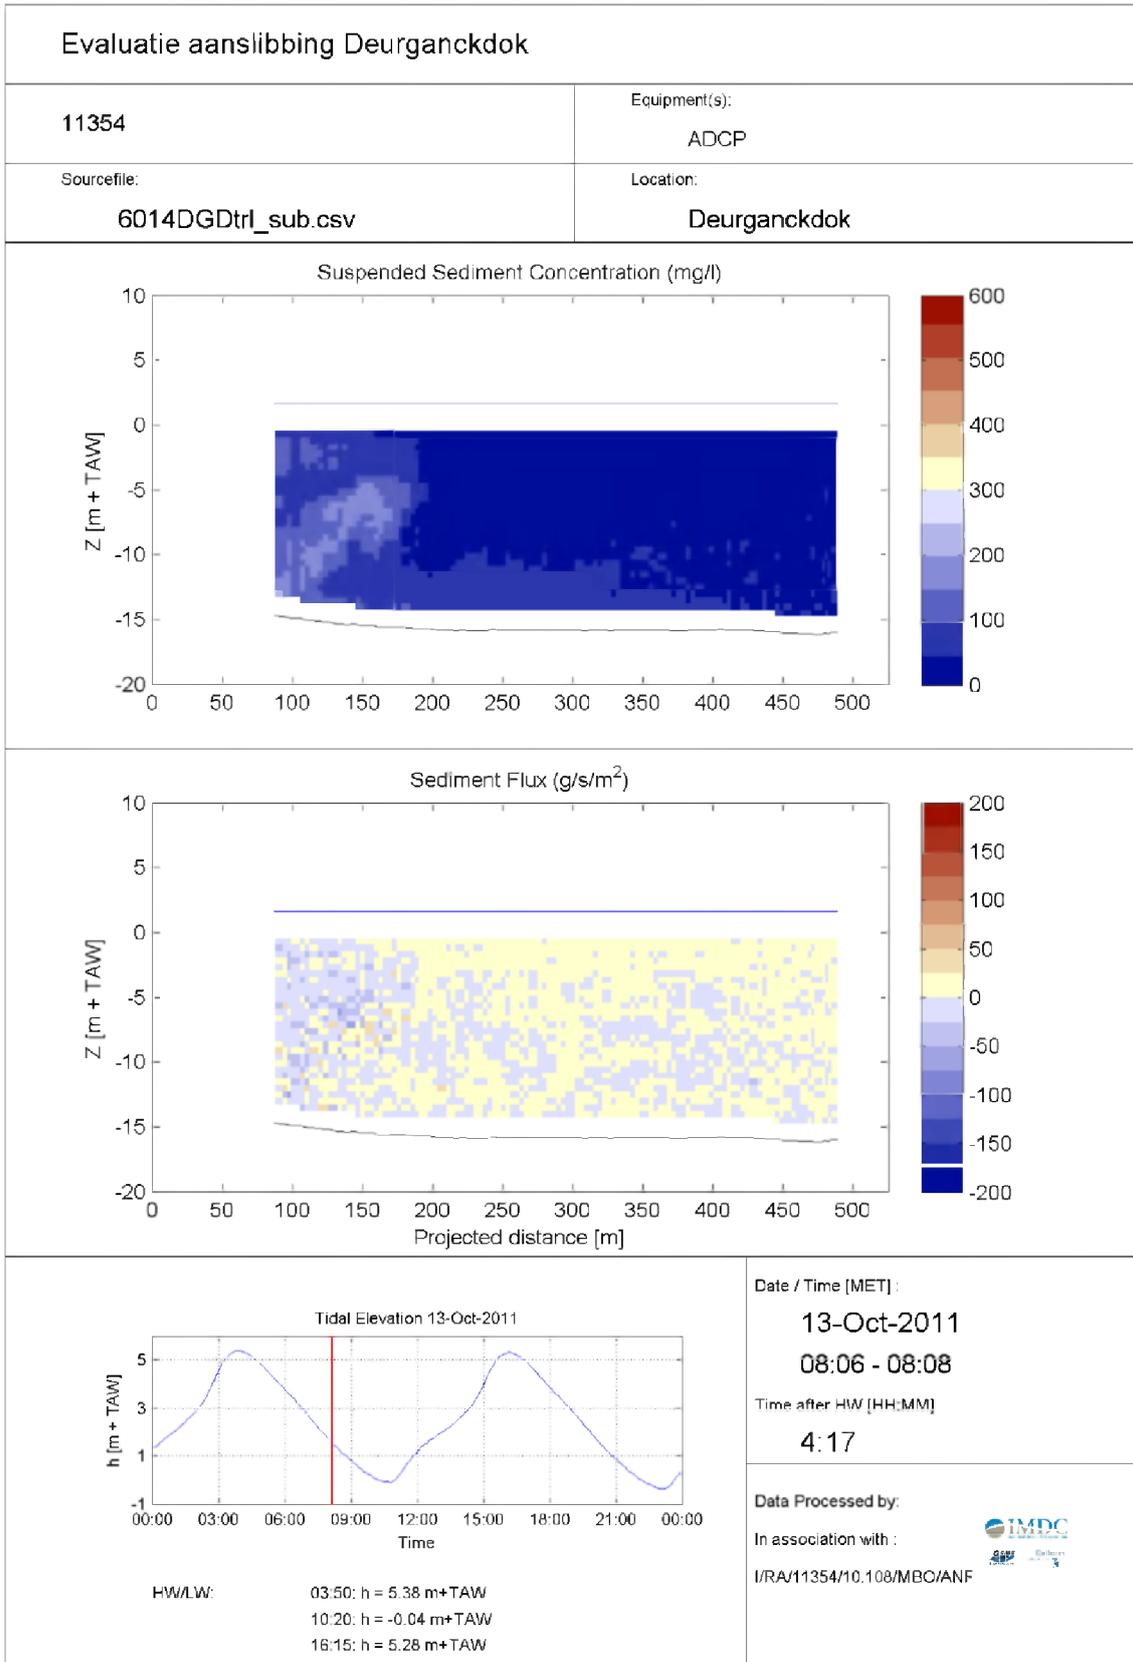 Evaluatie aanslibbing Deurganckdok
11354
Equipment(s):
ADCP
Sourcefile:
6014DGDtrl_sub.csv
Location:
Deurganckdok
Suspended Sediment Concentration (mg/l)
Z [m + TAW]
10
5
0
-5
-10
-15
-20
0 50 100 150 200 250 300 350 400 450 500
600
500
400
300
200
100
0
Sediment Flux (g/s/m²)
Z [m + TAW]
10
5
0
-5
-10
-15
-20
0 50 100 150 200 250 300 350 400 450 500
Projected distance [m]
200
150
100
50
0
-50
-100
-150
-200
Tidal Elevation 13-Oct-2011
h [m + TAW]
5
3
1
-1
00:00 03:00 06:00 09:00 12:00 15:00 18:00 21:00 00:00
Time
HW/LW:
03:50: h = 5.38 m+TAW
10:20: h = -0.04 m+TAW
16:15: h = 5.28 m+TAW
Date / Time [MET] :
13-Oct-2011
08:06 - 08:08
Time after HW [HH:MM]
4:17
Data Processed by:
IMDC
In association with :
I/RA/11354/10.108/MBO/ANF